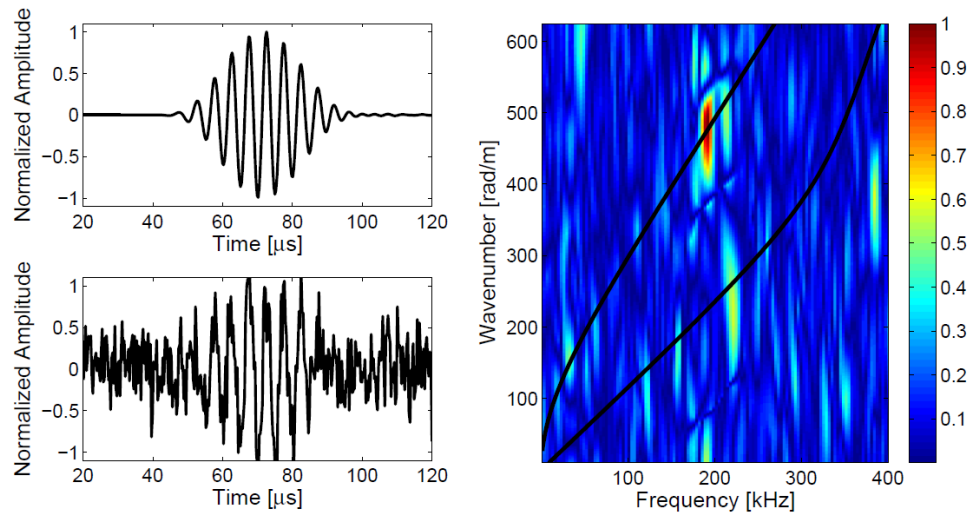 Normalized Amplitude
1
0.5
0
−0.5
−1
20 40 60 80 100 120
Time [μs]
Normalized Amplitude
1
0.5
0
−0.5
−1
20 40 60 80 100 120
Time [μs]
Wavenumber [rad/m]
600
500
400
300
200
100
100 200 300 400
Frequency [kHz]
1
0.9
0.8
0.7
0.6
0.5
0.4
0.3
0.2
0.1